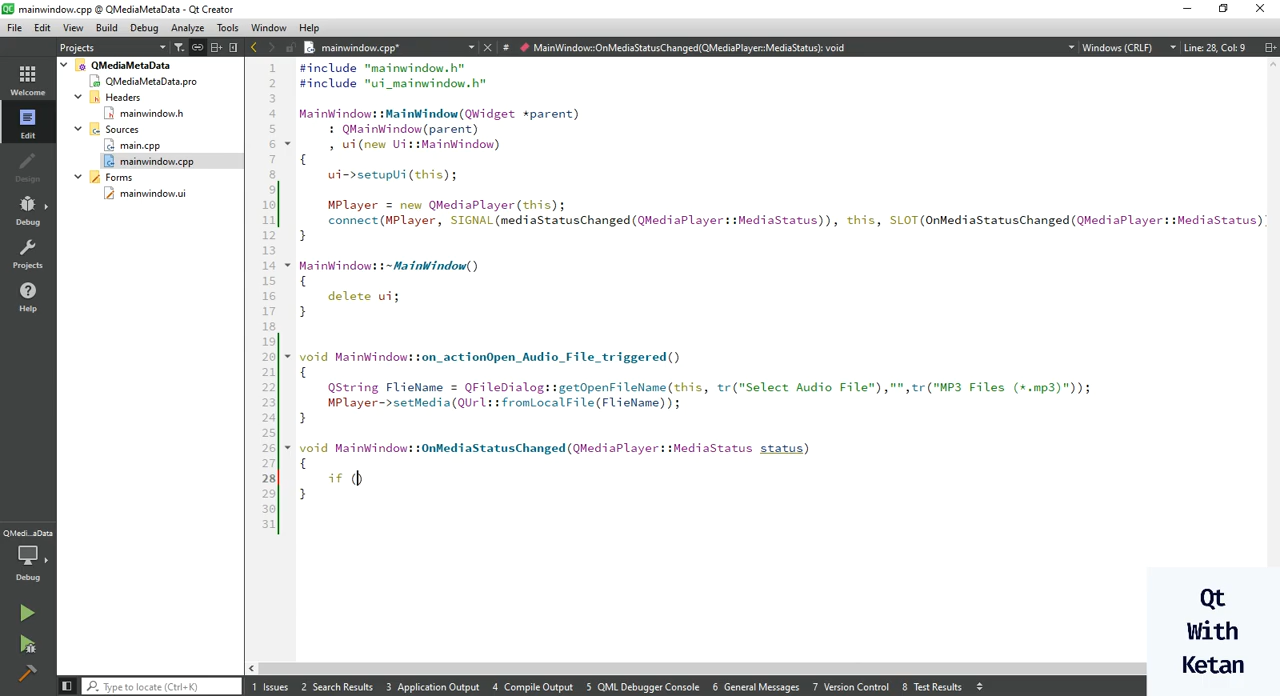 mainwindow.cpp @ QMediaMetaData - Qt Creator
File Edit View Build Debug Analyze Tools Window Help
Projects
mainwindow.cpp*
# MainWindow::OnMediaStatusChanged(QMediaPlayer::MediaStatus): void
Windows (CRLF)
Line: 28, Col: 9
Welcome
Edit
Design
Debug
Projects
Help
QMedi...aData
Debug
QMediaMetaData
QMediaMetaData.pro
Headers
mainwindow.h
Sources
main.cpp
mainwindow.cpp
Forms
mainwindow.ui
1 #include "mainwindow.h"
2 #include "ui_mainwindow.h"
3
4 MainWindow::MainWindow(QWidget *parent)
5 : QMainWindow(parent)
6 , ui(new Ui::MainWindow)
7 {
8 ui->setupUi(this);
9
10 MPlayer = new QMediaPlayer(this);
11 connect(MPlayer, SIGNAL(mediaStatusChanged(QMediaPlayer::MediaStatus)), this, SLOT(OnMediaStatusChanged(QMediaPlayer::MediaStatus)
12 }
13
14 MainWindow::~MainWindow()
15 {
16 delete ui;
17 }
18
19
20 void MainWindow::on_actionOpen_Audio_File_triggered()
21 {
22 QString FlieName = QFileDialog::getOpenFileName(this, tr("Select Audio File"),"",tr("MP3 Files (*.mp3)"));
23 MPlayer->setMedia(QUrl::fromLocalFile(FlieName));
24 }
25
26 void MainWindow::OnMediaStatusChanged(QMediaPlayer::MediaStatus status)
27 {
28 if ()
29 }
30
31
Qt
With
Ketan
Type to locate (Ctrl+K)
1 Issues 2 Search Results 3 Application Output 4 Compile Output 5 QML Debugger Console 6 General Messages 7 Version Control 8 Test Results